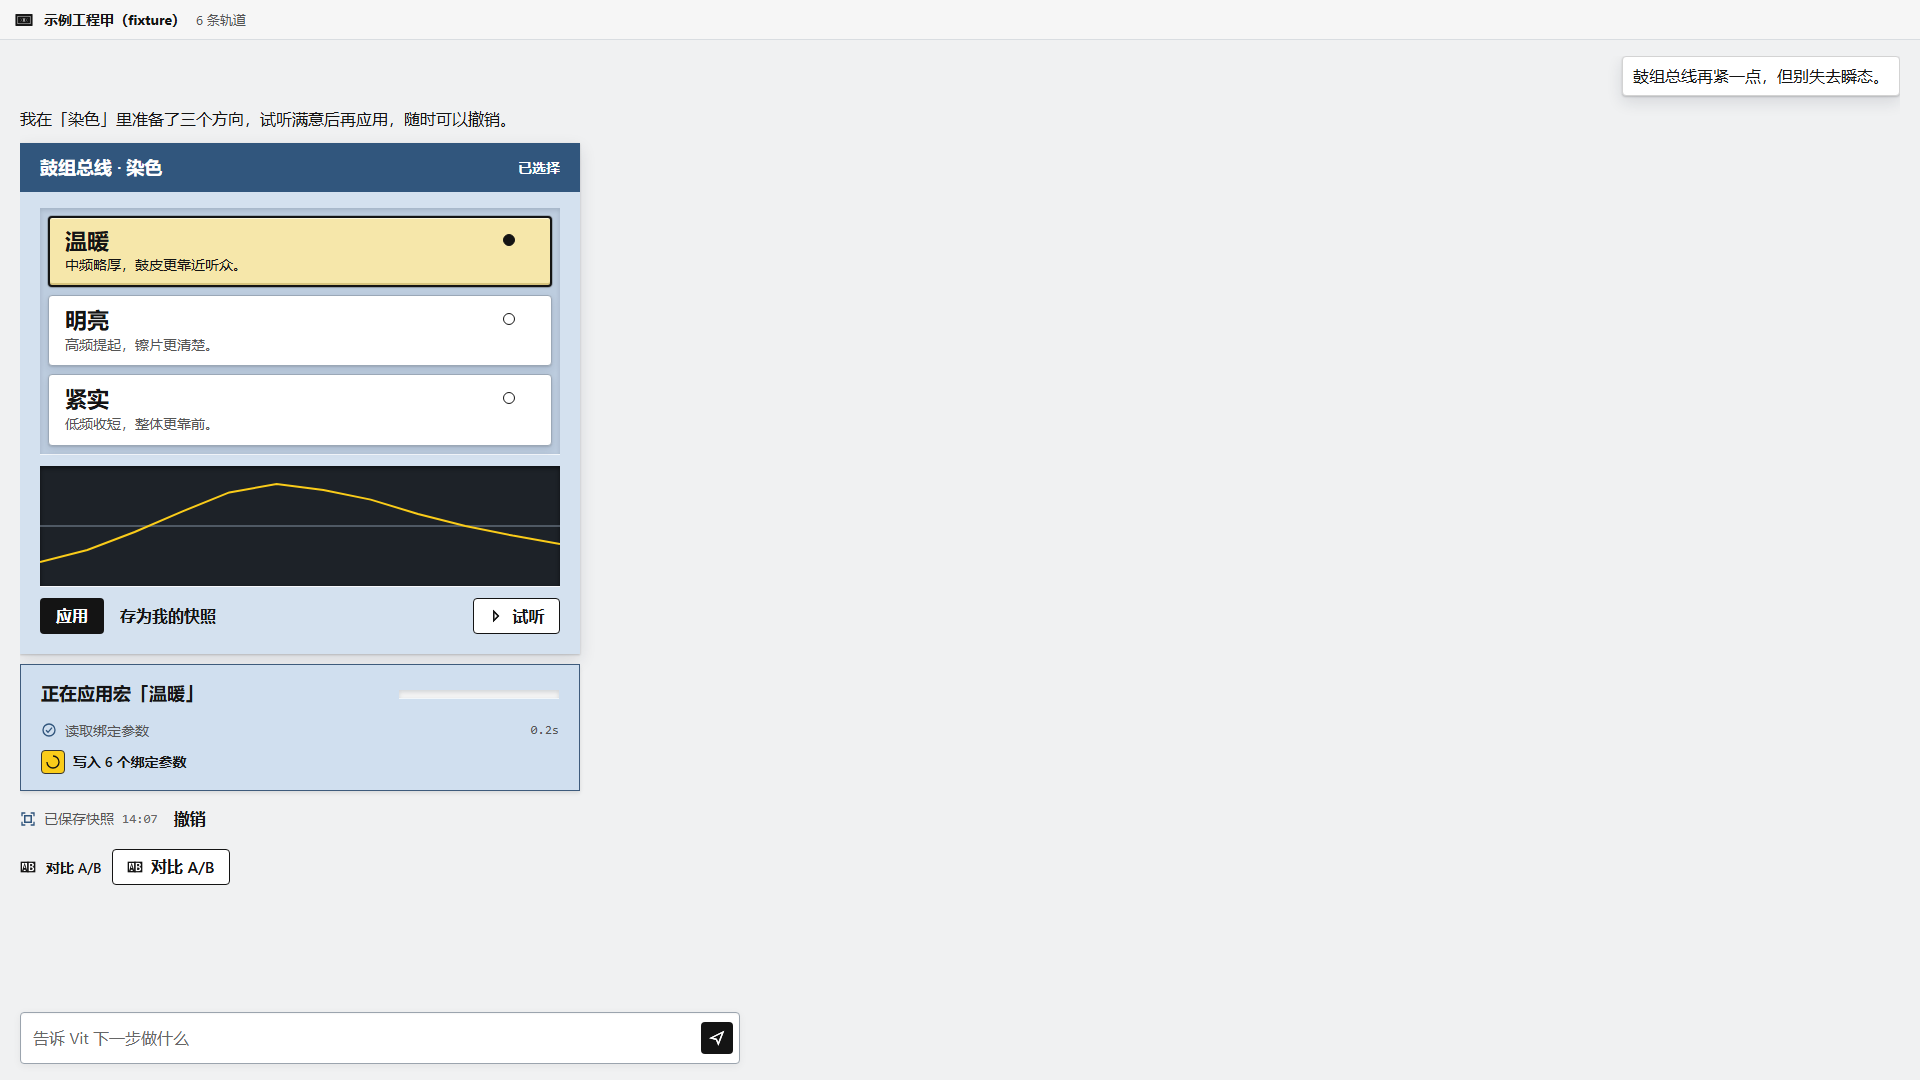 示例工程甲（fixture） 6 条轨道
鼓组总线再紧一点，但别失去瞬态。
我在「染色」里准备了三个方向，试听满意后再应用，随时可以撤销。
鼓组总线 · 染色 已选择
温暖
中频略厚，鼓皮更靠近听众。
明亮
高频提起，镲片更清楚。
紧实
低频收短，整体更靠前。
应用 存为我的快照 试听
正在应用宏「温暖」
读取绑定参数 0.2s
写入 6 个绑定参数
已保存快照 14:07 撤销
对比 A/B 对比 A/B
告诉 Vit 下一步做什么